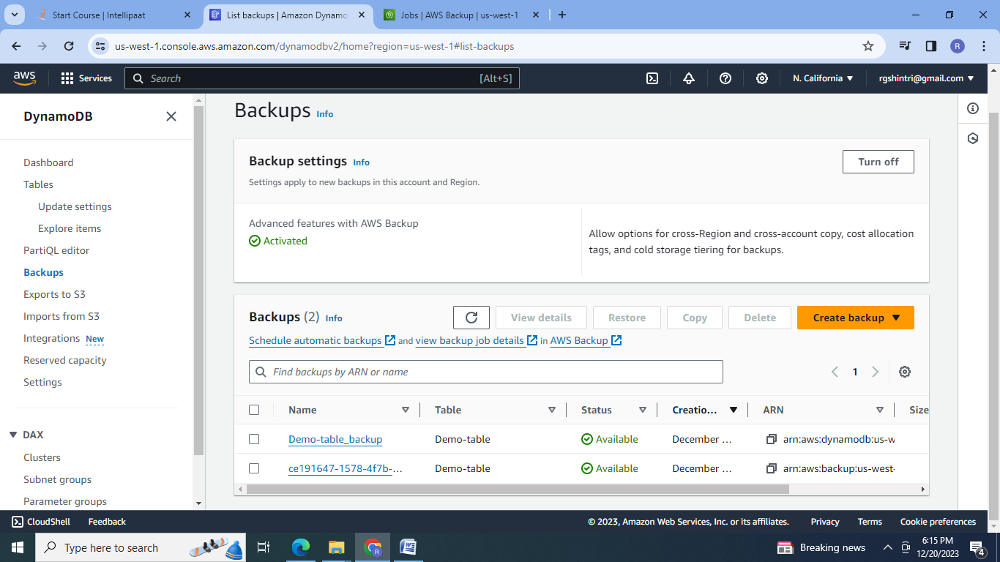 Start Course | Intellipaat
List backups | Amazon Dynamo
Jobs | AWS Backup | us-west-1
us-west-1.console.aws.amazon.com/dynamodbv2/home?region=us-west-1#list-backups
R
aws
Services
Search
[Alt+S]
N. California
rgshintri@gmail.com
DynamoDB
Dashboard
Tables
Update settings
Explore items
PartiQL editor
Backups
Exports to S3
Imports from S3
Integrations New
Reserved capacity
Settings
DAX
Clusters
Subnet groups
Parameter groups
Backups Info
Backup settings Info
Turn off
Settings apply to new backups in this account and Region.
Advanced features with AWS Backup
Activated
Allow options for cross-Region and cross-account copy, cost allocation
tags, and cold storage tiering for backups.
Backups (2) Info
View details
Restore
Copy
Delete
Create backup
Schedule automatic backups and view backup job details in AWS Backup
Find backups by ARN or name
1
Name Table Status Creatio... ARN Size
Demo-table_backup Demo-table Available December ... arn:aws:dynamodb:us-w
ce191647-1578-4f7b-... Demo-table Available December ... arn:aws:backup:us-west-
CloudShell Feedback
© 2023, Amazon Web Services, Inc. or its affiliates. Privacy Terms Cookie preferences
Type here to search
R
W
Breaking news
6:15 PM
12/20/2023
4